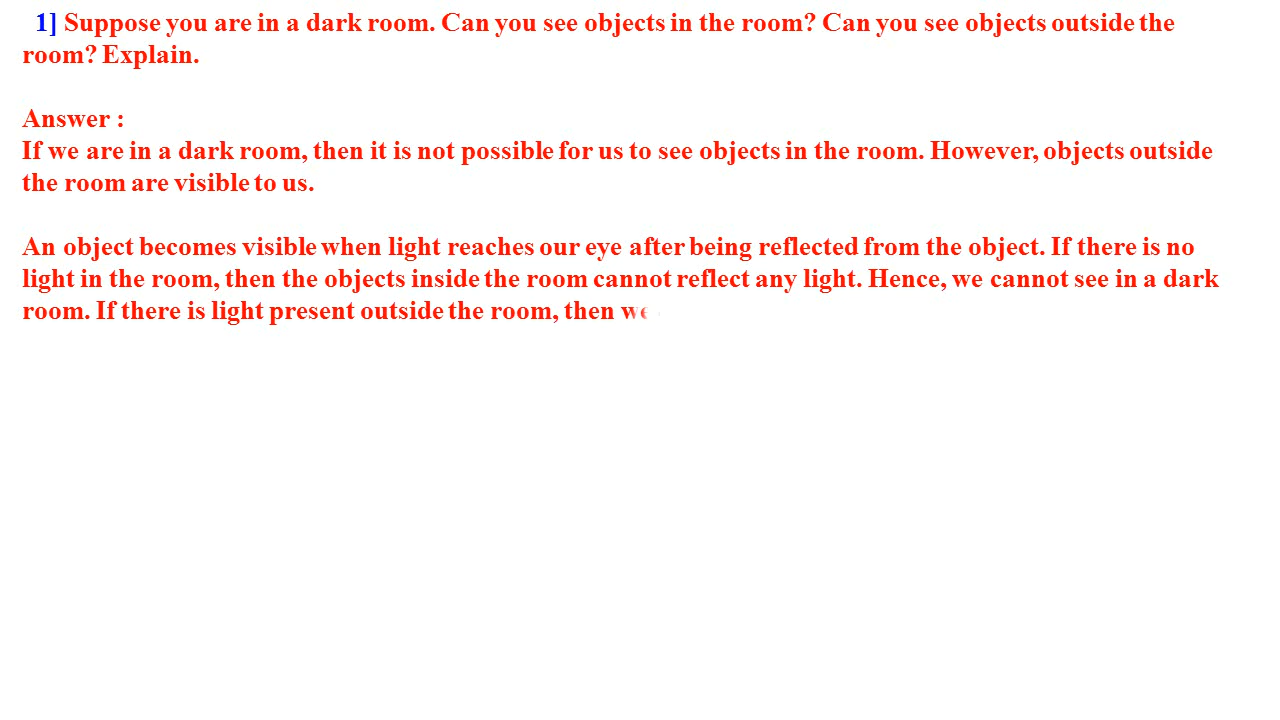 1] Suppose you are in a dark room. Can you see objects in the room? Can you see objects outside the
room? Explain.
Answer :
If we are in a dark room, then it is not possible for us to see objects in the room. However, objects outside
the room are visible to us.
An object becomes visible when light reaches our eye after being reflected from the object. If there is no
light in the room, then the objects inside the room cannot reflect any light. Hence, we cannot see in a dark
room. If there is light present outside the room, then we